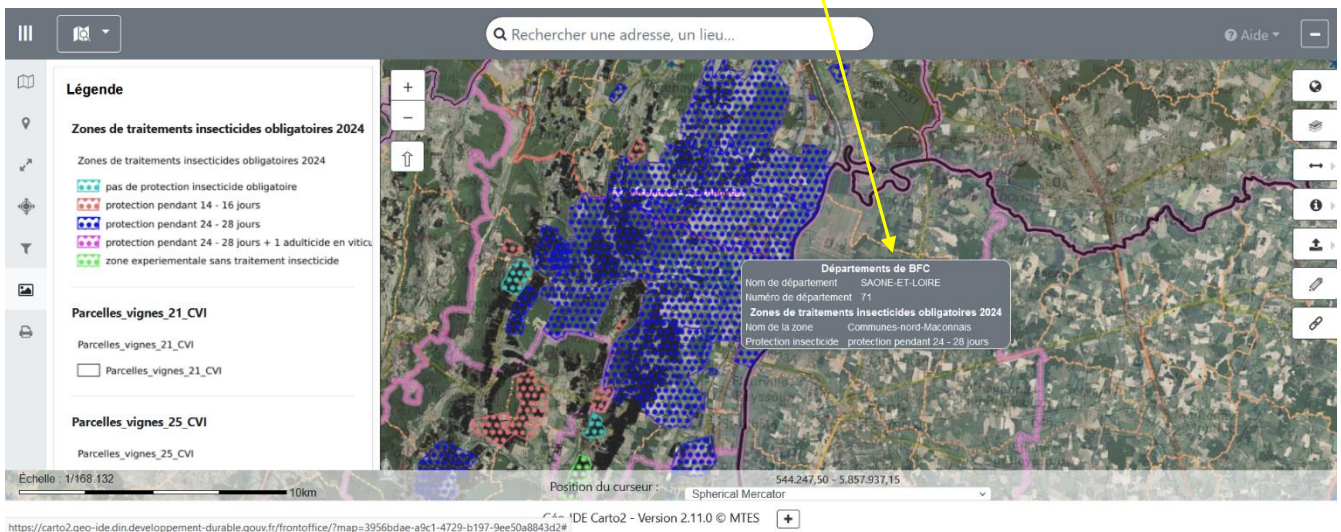 Rechercher une adresse, un lieu...
Aide
Légende
Zones de traitements insecticides obligatoires 2024
Zones de traitements insecticides obligatoires 2024
pas de protection insecticide obligatoire
protection pendant 14 - 16 jours
protection pendant 24 - 28 jours
protection pendant 24 - 28 jours + 1 adulticide en viticu
zone experiementale sans traitement insecticide
Parcelles_vignes_21_CVI
Parcelles_vignes_21_CVI
Parcelles_vignes_21_CVI
Parcelles_vignes_25_CVI
Parcelles_vignes_25_CVI
Départements de BFC
Nom de département SAONE-ET-LOIRE
Numéro de département 71
Zones de traitements insecticides obligatoires 2024
Nom de la zone Communes-nord-Maconnais
Protection insecticide protection pendant 24 - 28 jours
Échelle : 1/168 132
10km
Position du curseur :
544.247,50 - 5.857.937,15
Spherical Mercator
Géo-IDE Carto2 - Version 2.11.0 © MTES
https://carto2.geo-ide.din.developpement-durable.gouv.fr/frontoffice/?map=3956bdae-a9c1-4729-b197-9ee50a8843d2#